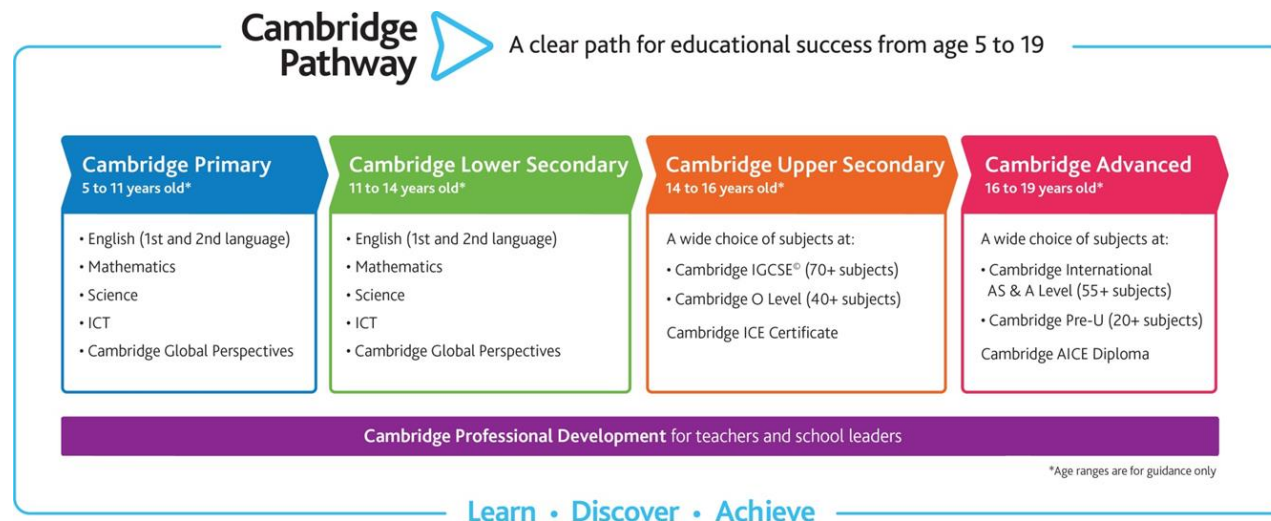 Cambridge
Pathway
A clear path for educational success from age 5 to 19
Cambridge Primary
5 to 11 years old*
• English (1st and 2nd language)
• Mathematics
• Science
• ICT
• Cambridge Global Perspectives
Cambridge Lower Secondary
11 to 14 years old*
• English (1st and 2nd language)
• Mathematics
• Science
• ICT
• Cambridge Global Perspectives
Cambridge Upper Secondary
14 to 16 years old*
A wide choice of subjects at:
• Cambridge IGCSE© (70+ subjects)
• Cambridge O Level (40+ subjects)
Cambridge ICE Certificate
Cambridge Advanced
16 to 19 years old*
A wide choice of subjects at:
• Cambridge International
AS & A Level (55+ subjects)
• Cambridge Pre-U (20+ subjects)
Cambridge AICE Diploma
Cambridge Professional Development for teachers and school leaders
*Age ranges are for guidance only
Learn • Discover • Achieve